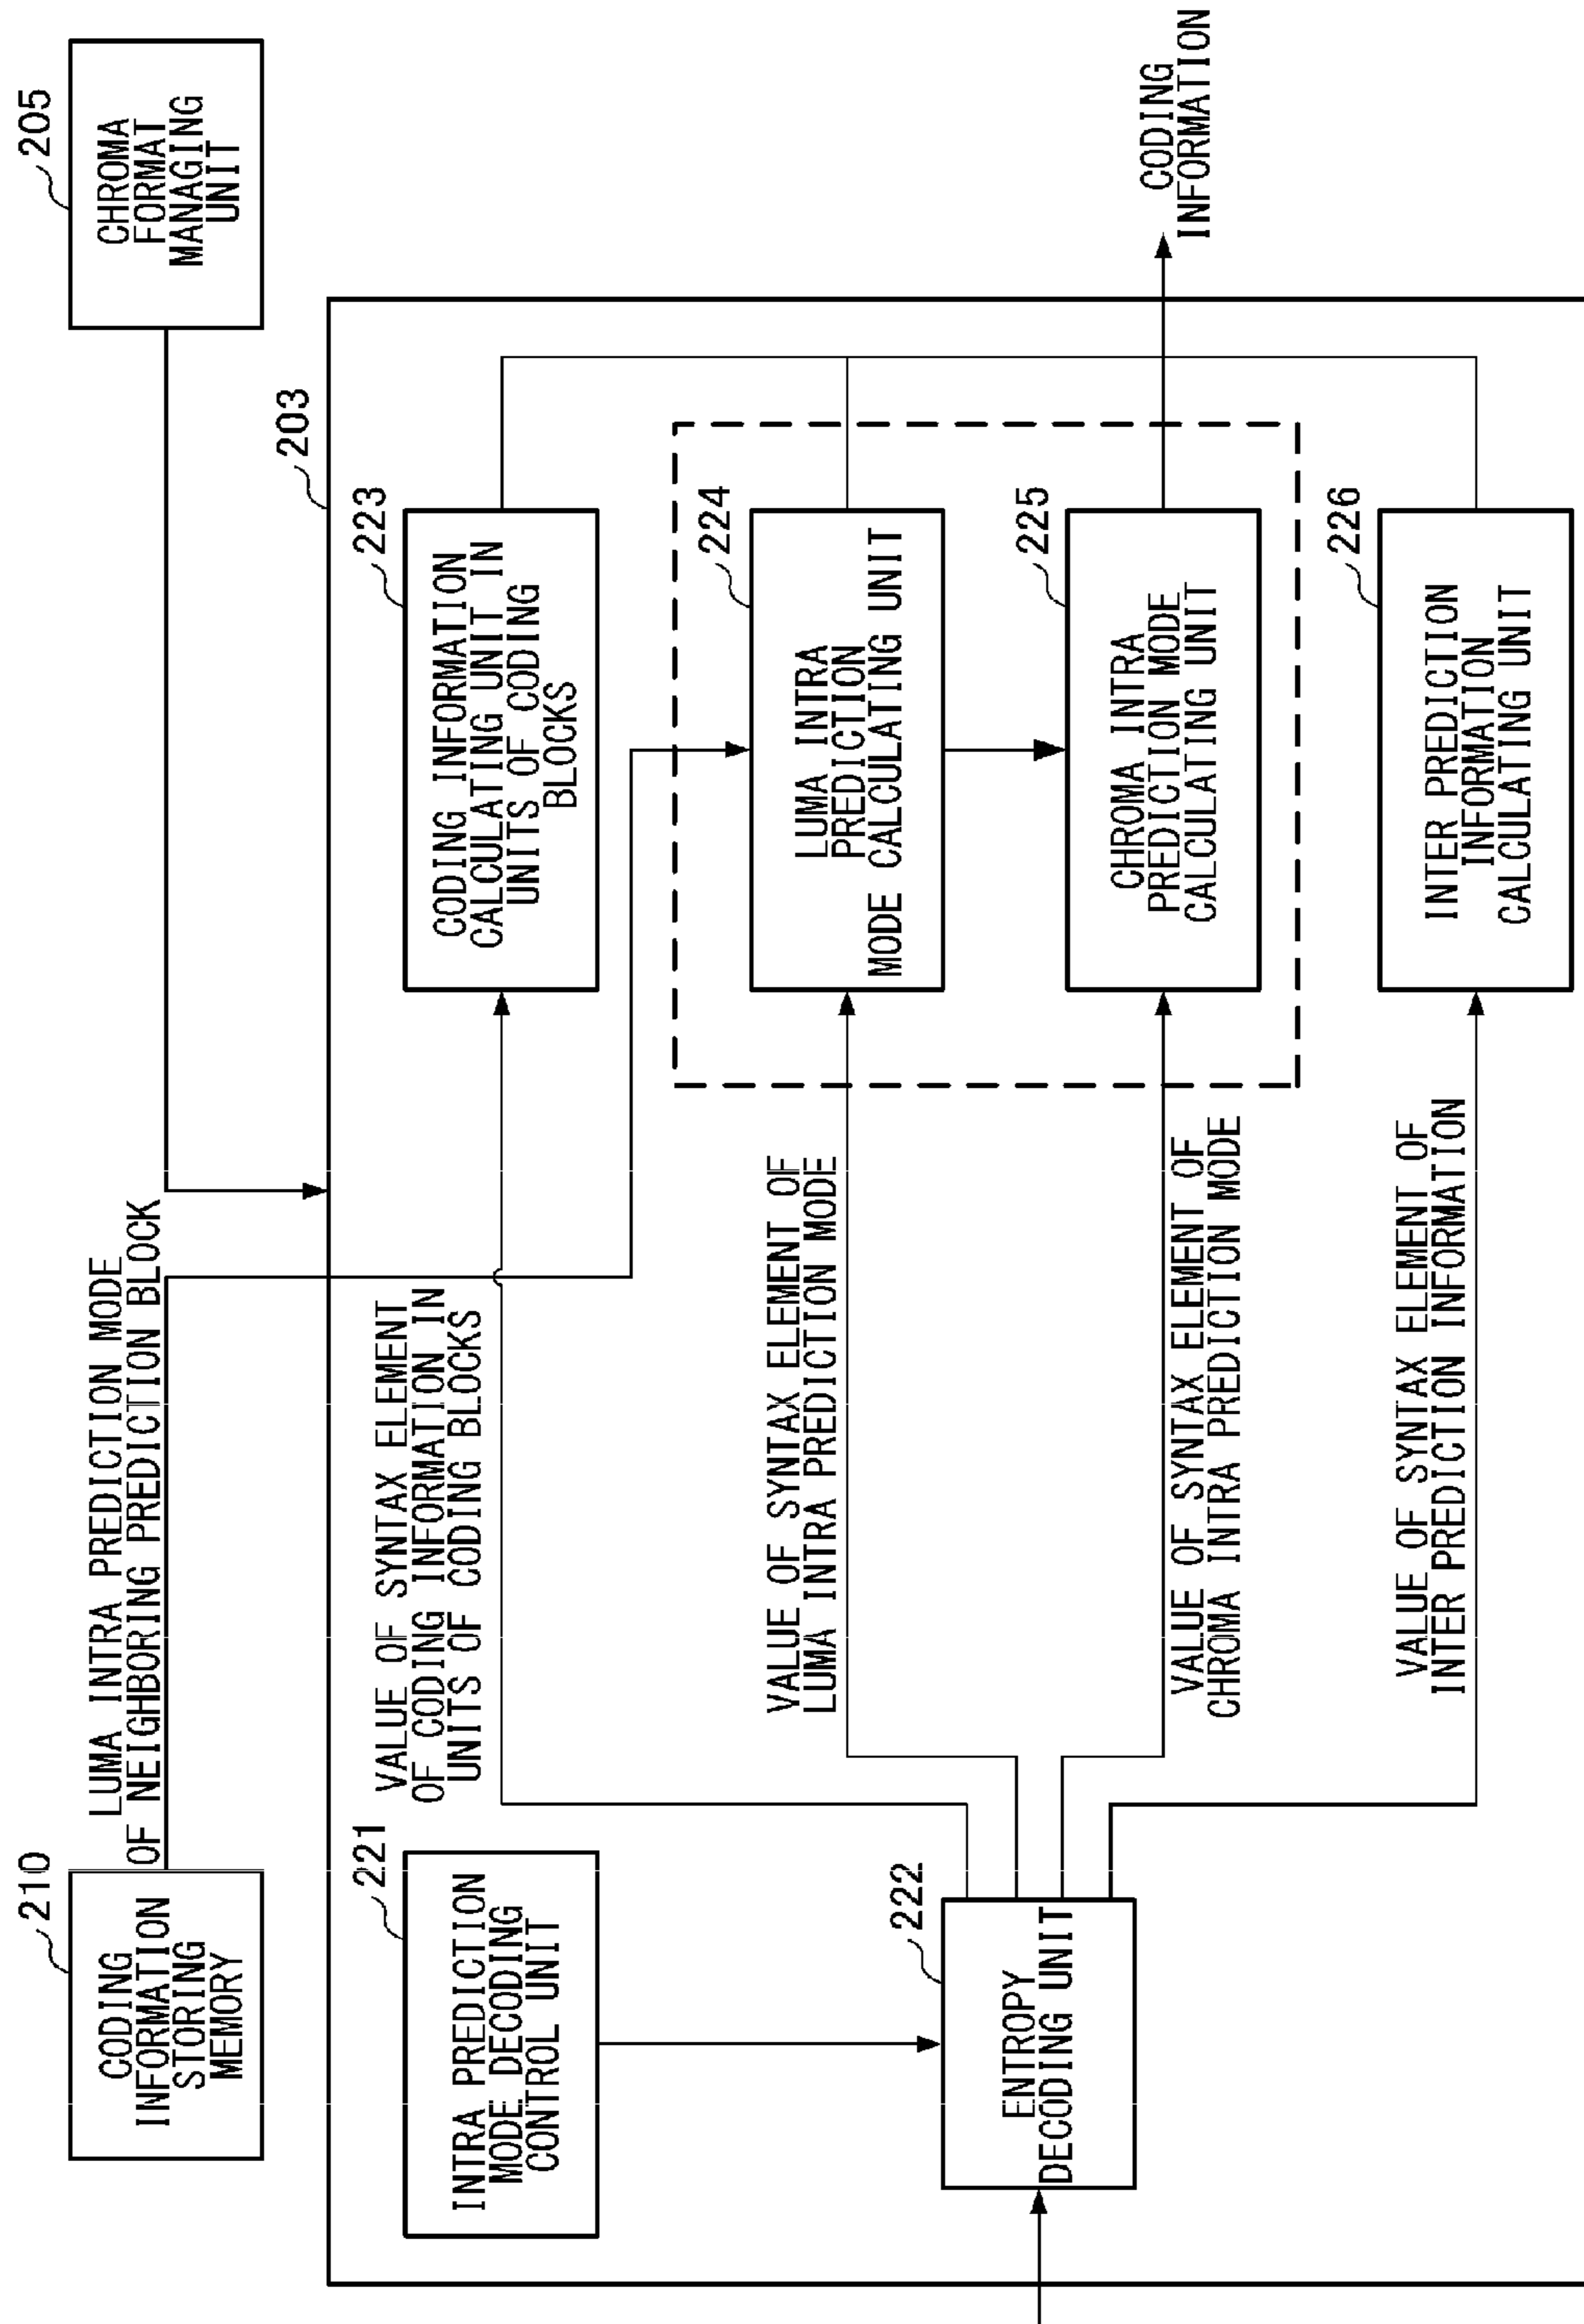 210
CODING
INFORMATION
STORING
MEMORY
LUMA INTRA PREDICTION MODE
OF NEIGHBORING PREDICTION BLOCK
205
CHROMA
FORMAT
MANAGING
UNIT
203
221
INTRA PREDICTION
MODE DECODING
CONTROL UNIT
VALUE OF SYNTAX ELEMENT
OF CODING INFORMATION IN
UNITS OF CODING BLOCKS
223
CODING INFORMATION
CALCULATING UNIT IN
UNITS OF CODING
BLOCKS
VALUE OF SYNTAX ELEMENT OF
LUMA INTRA PREDICTION MODE
224
LUMA INTRA
PREDICTION
MODE CALCULATING UNIT
222
ENTROPY
DECODING UNIT
VALUE OF SYNTAX ELEMENT OF
CHROMA INTRA PREDICTION MODE
225
CHROMA INTRA
PREDICTION MODE
CALCULATING UNIT
CODING
INFORMATION
VALUE OF SYNTAX ELEMENT OF
INTER PREDICTION INFORMATION
226
INTER PREDICTION
INFORMATION
CALCULATING UNIT